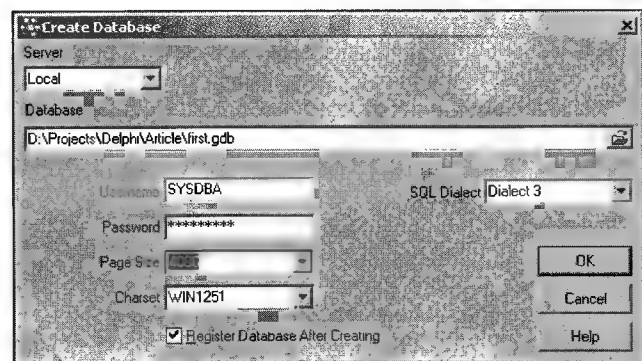 Create Database
Server
Local
Database
D:\Projects\Delphi\Article\first.gdb
Username SYSDBA
SQL Dialect Dialect 3
Password *********
Page Size
OK
Charset WIN1251
Cancel
Register Database After Creating
Help